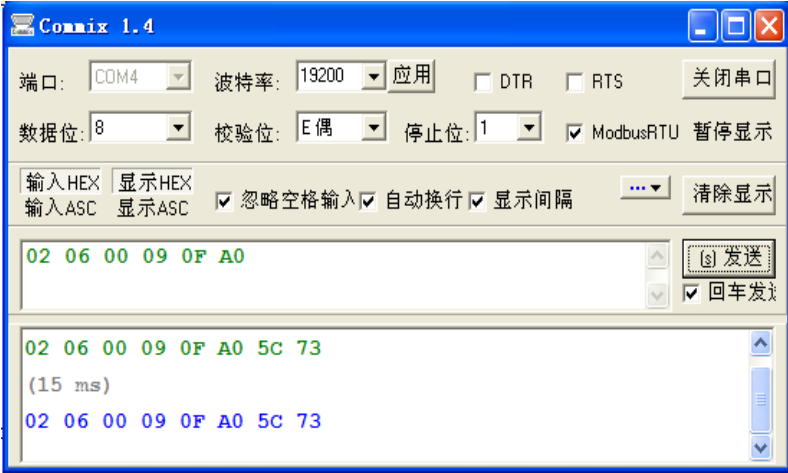 Commix 1.4
端口: COM4 波特率: 19200 应用 DTR RTS 关闭串口
数据位: 8 校验位: E偶 停止位: 1 ModbusRTU 暂停显示
输入HEX 显示HEX
输入ASC 显示ASC 忽略空格输入 自动换行 显示间隔 ... 清除显示
02 06 00 09 0F A0 (s) 发送
回车发
02 06 00 09 0F A0 5C 73
(15 ms)
02 06 00 09 0F A0 5C 73